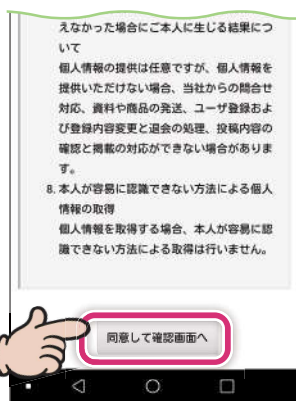 えなかった場合にご本人に生じる結果につ
いて
個人情報の提供は任意ですが、個人情報を
提供いただけない場合、当社からの問合せ
対応、資料や商品の発送、ユーザ登録およ
び登録内容変更と退会の処理、投稿内容の
確認と掲載の対応ができない場合がありま
す。
8. 本人が容易に認識できない方法による個人
情報の取得
個人情報を取得する場合、本人が容易に認
識できない方法による取得は行いません。
同意して確認画面へ